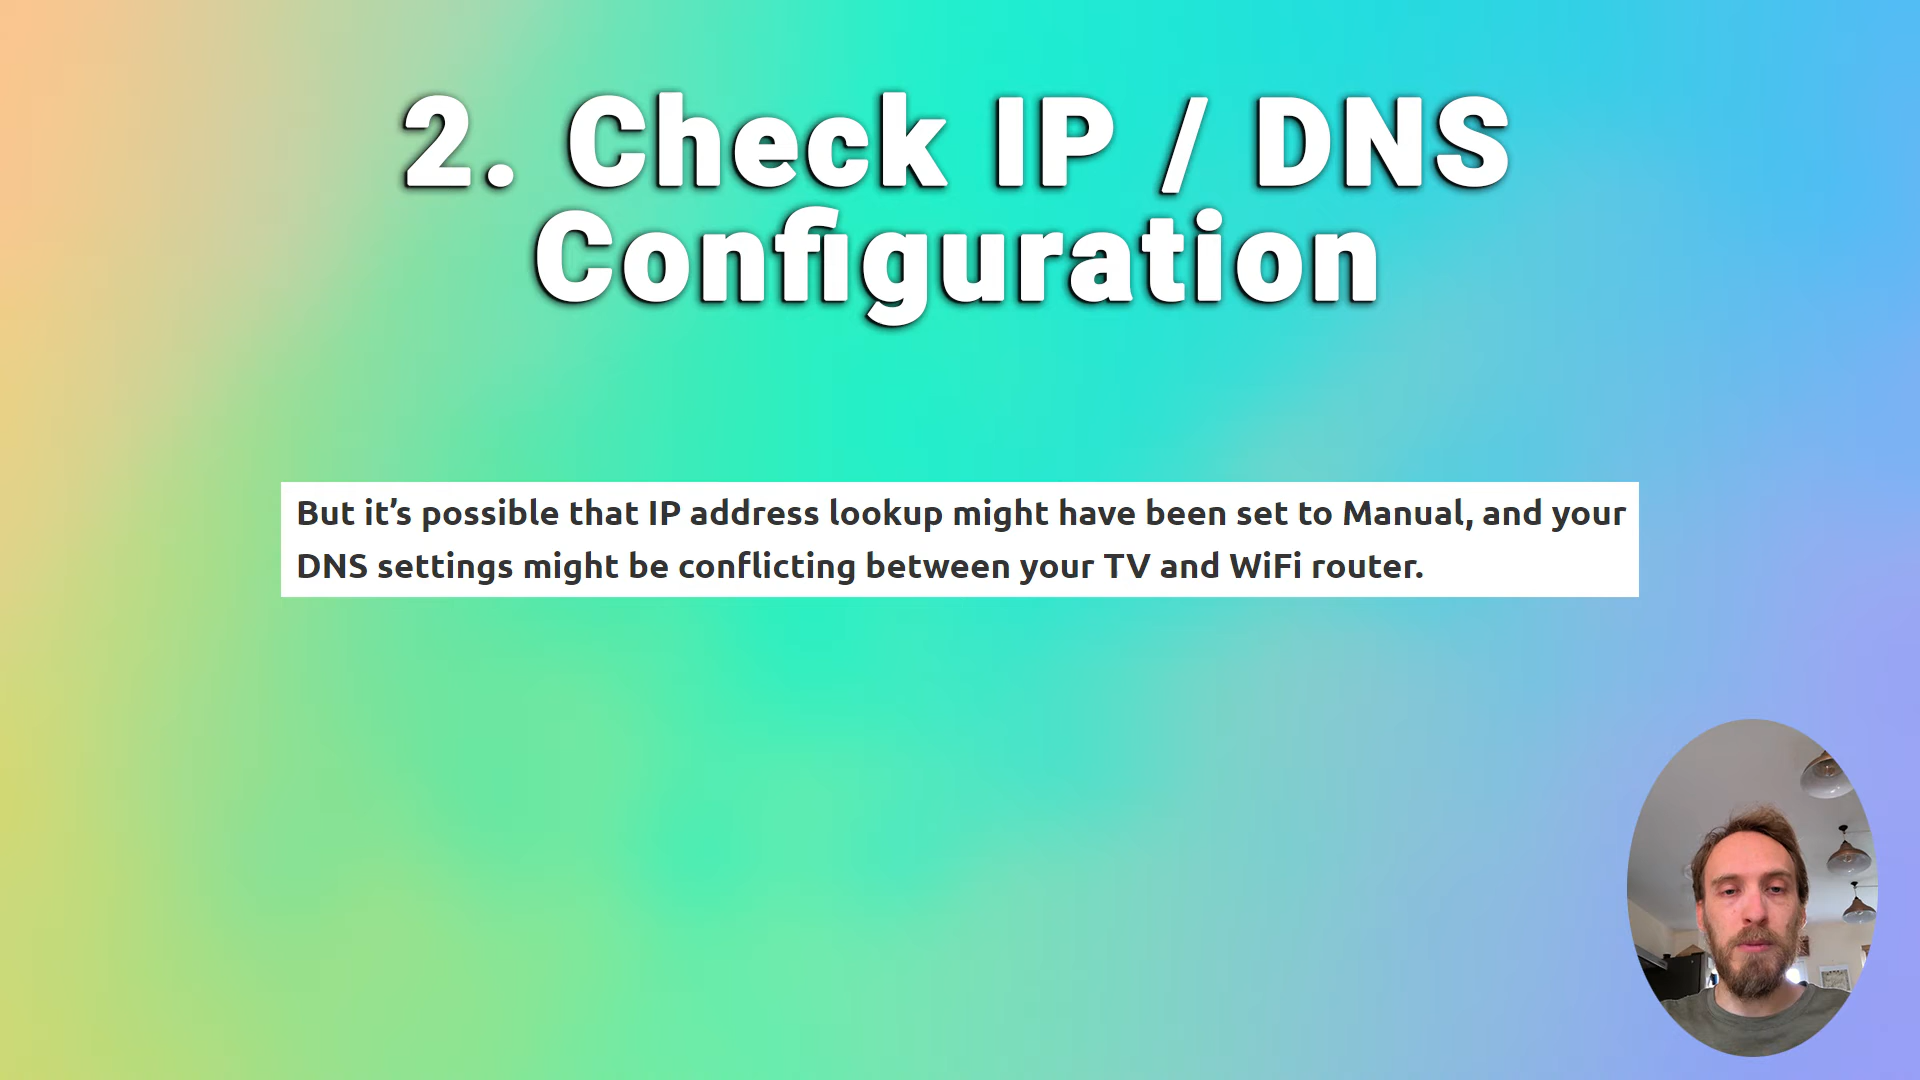 2. Check IP / DNS
Configuration
But it’s possible that IP address lookup might have been set to Manual, and your
DNS settings might be conflicting between your TV and WiFi router.